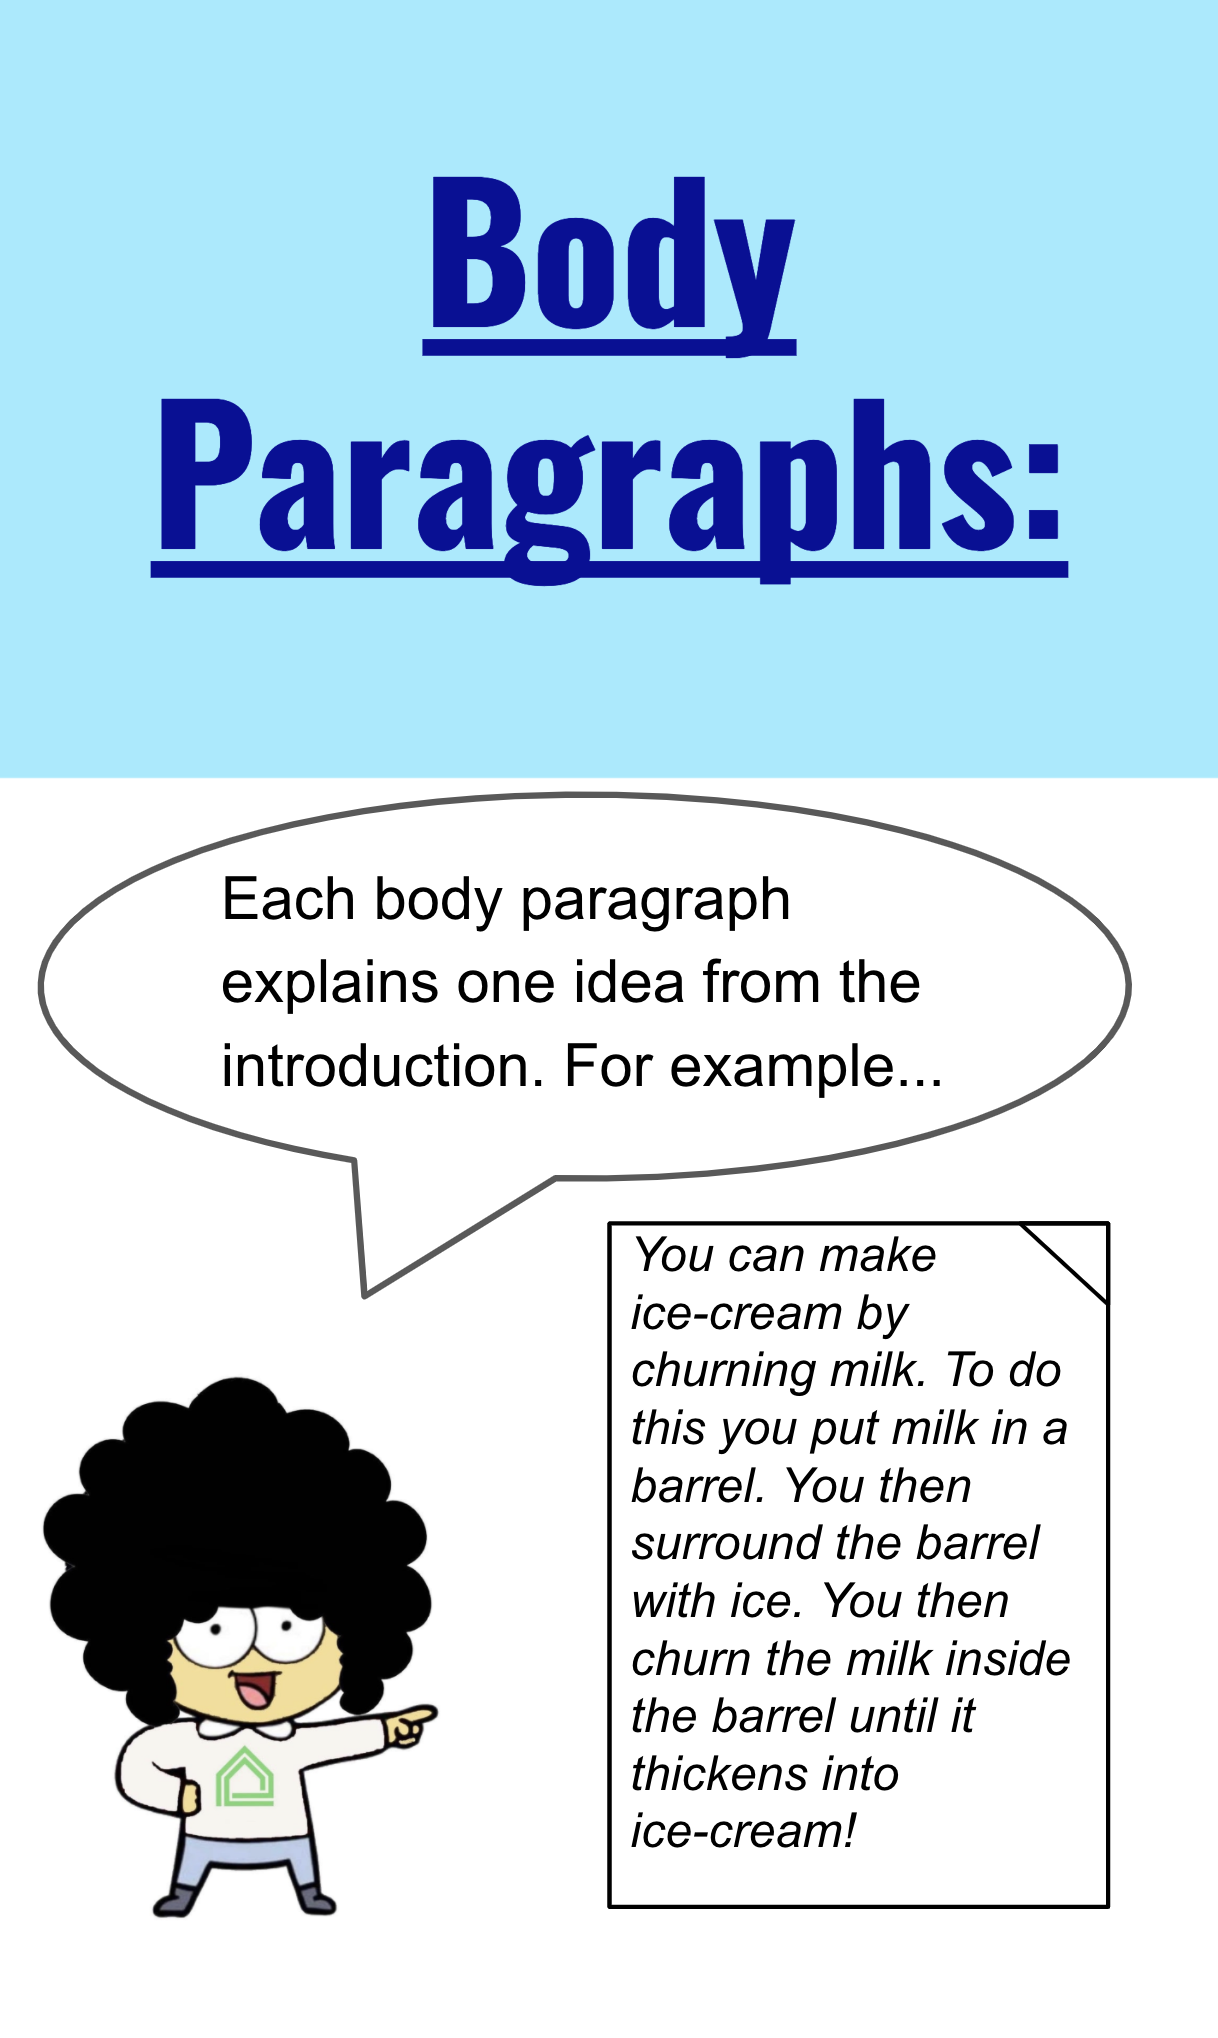 Body
Paragraphs:
Each body paragraph
explains one idea from the
introduction. For example...
You can make
ice-cream by
churning milk. To do
this you put milk in a
barrel. You then
surround the barrel
with ice. You then
churn the milk inside
the barrel until it
thickens into
ice-cream!